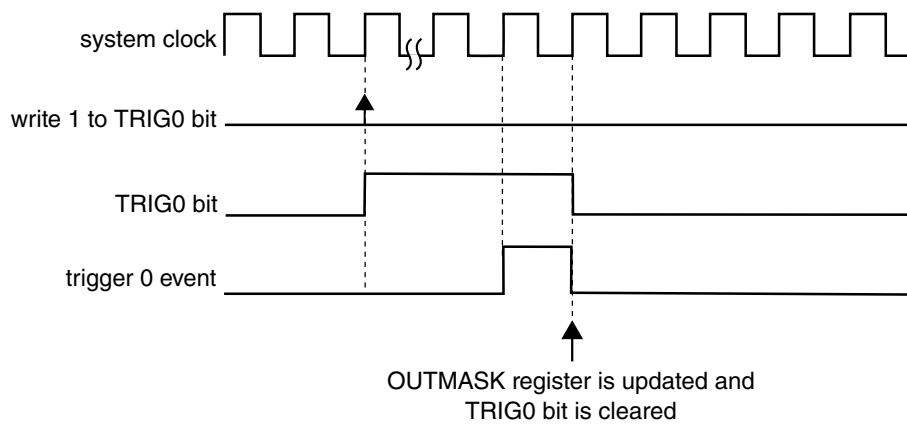 system clock
write 1 to TRIG0 bit
TRIG0 bit
trigger 0 event
OUTMASK register is updated and
TRIG0 bit is cleared